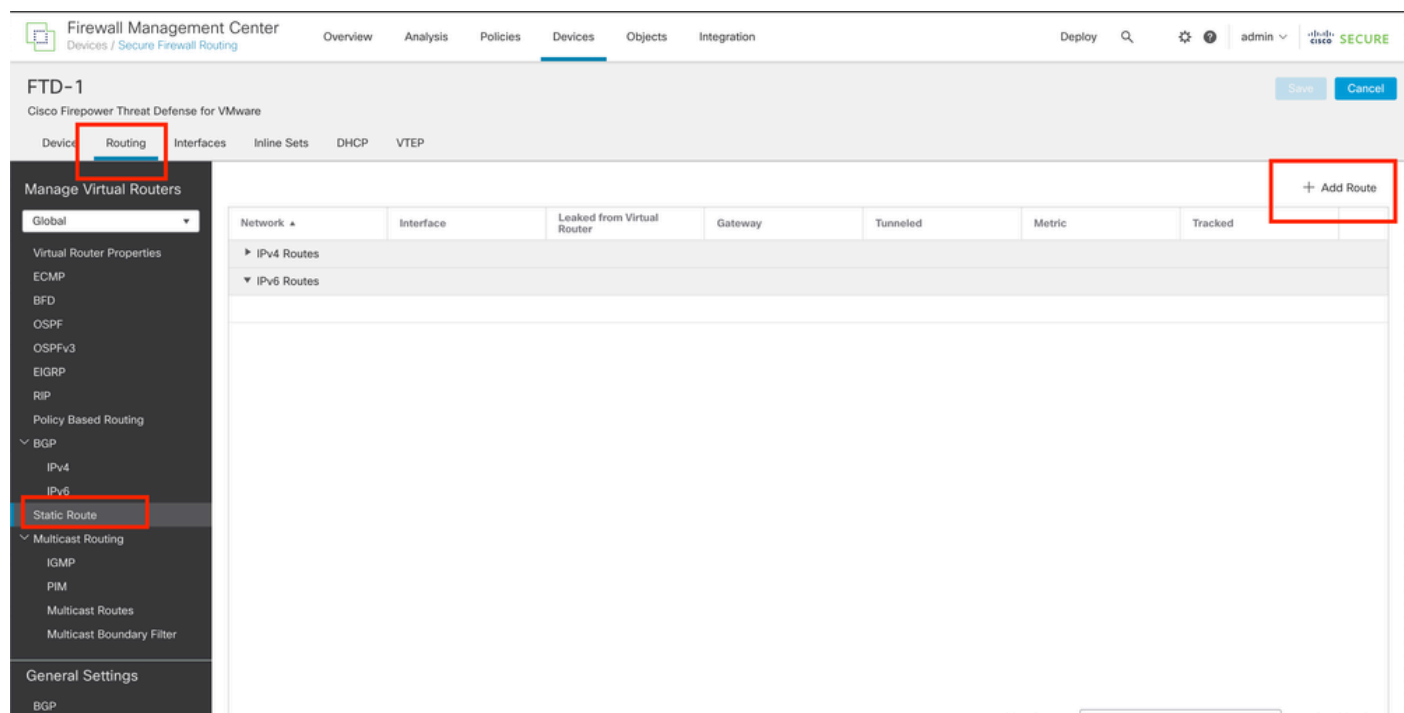 Firewall Management Center
Devices / Secure Firewall Routing
Overview Analysis Policies Devices Objects Integration Deploy admin cisco SECURE
FTD-1
Save Cancel
Cisco Firepower Threat Defense for VMware
Device Routing Interfaces Inline Sets DHCP VTEP
Manage Virtual Routers
+ Add Route
Global
Network Interface Leaked from Virtual Router Gateway Tunneled Metric Tracked
IPv4 Routes
IPv6 Routes
Virtual Router Properties
ECMP
BFD
OSPF
OSPFv3
EIGRP
RIP
Policy Based Routing
BGP
IPv4
IPv6
Static Route
Multicast Routing
IGMP
PIM
Multicast Routes
Multicast Boundary Filter
General Settings
BGP